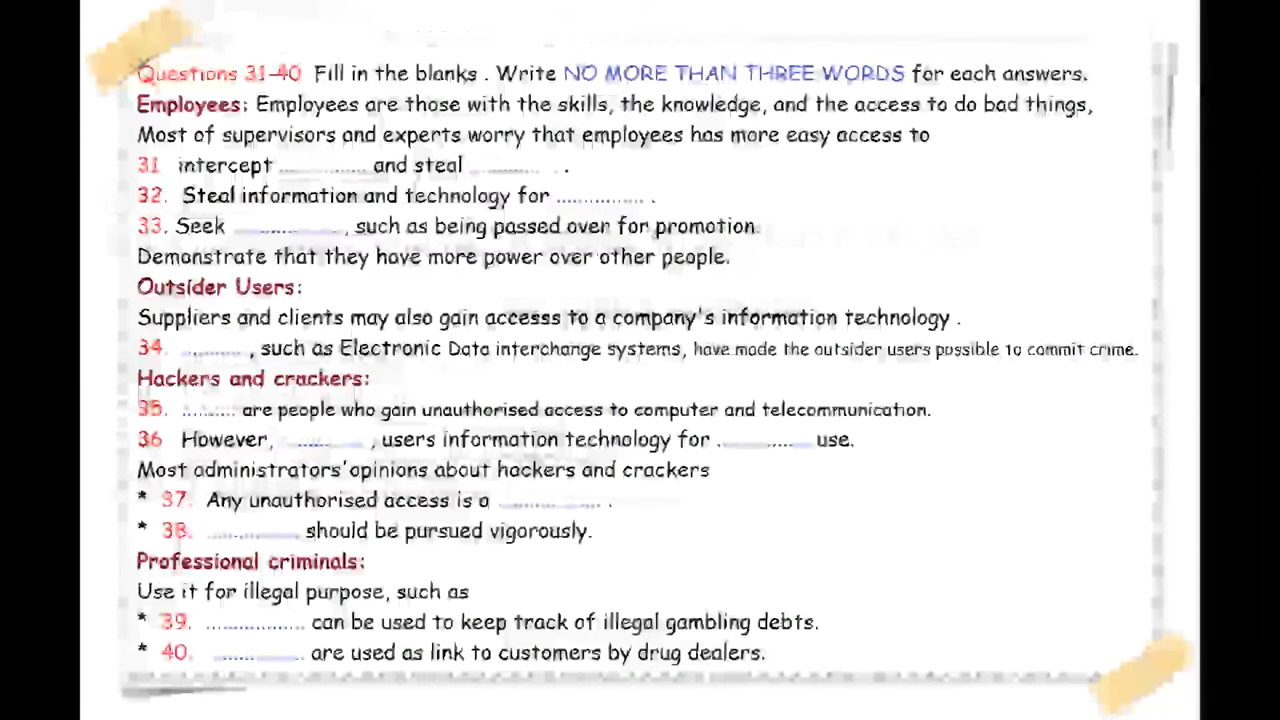 Questions 31-40 Fill in the blanks . Write NO MORE THAN THREE WORDS for each answers.
Employees: Employees are those with the skills, the knowledge, and the access to do bad things,
Most of supervisors and experts worry that employees has more easy access to
31 intercept .............. and steal .............. .
32. Steal information and technology for ................ .
33. Seek .................. , such as being passed over for promotion.
Demonstrate that they have more power over other people.
Outsider Users:
Suppliers and clients may also gain accesss to a company's information technology .
34. .......... , such as Electronic Data interchange systems, have made the outsider users possible to commit crime.
Hackers and crackers:
35. .......... are people who gain unauthorised access to computer and telecommunication.
36 However, ............ , users information technology for ................ use.
Most administrators'opinions about hackers and crackers
* 37. Any unauthorised access is a .................. .
* 38. ................ should be pursued vigorously.
Professional criminals:
Use it for illegal purpose, such as
* 39. ................. can be used to keep track of illegal gambling debts.
* 40. ................ are used as link to customers by drug dealers.